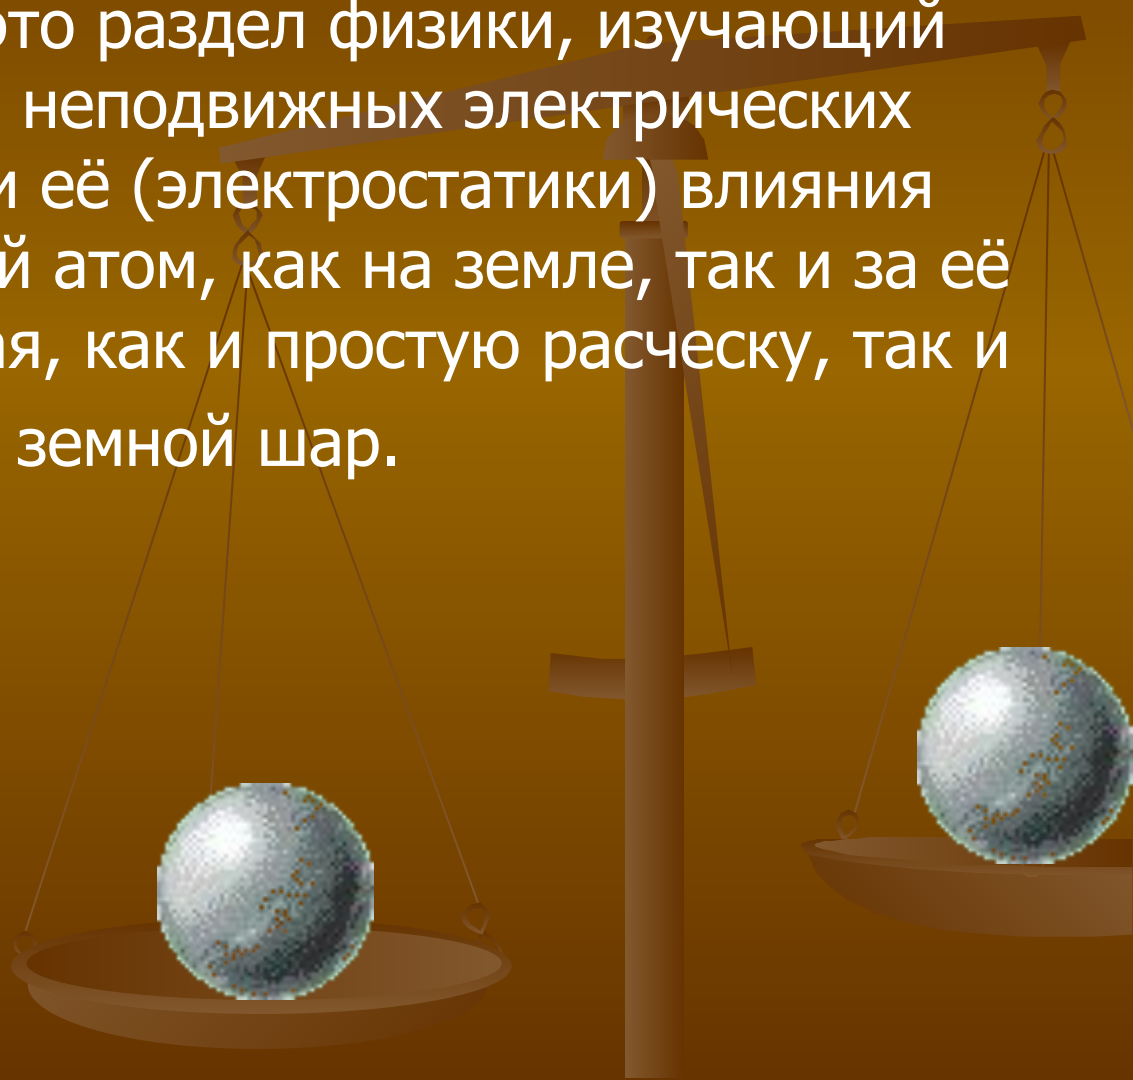 это раздел физики, изучающий
неподвижных электрических
и её (электростатики) влияния
й атом, как на земле, так и за её
ая, как и простую расческу, так и
земной шар.